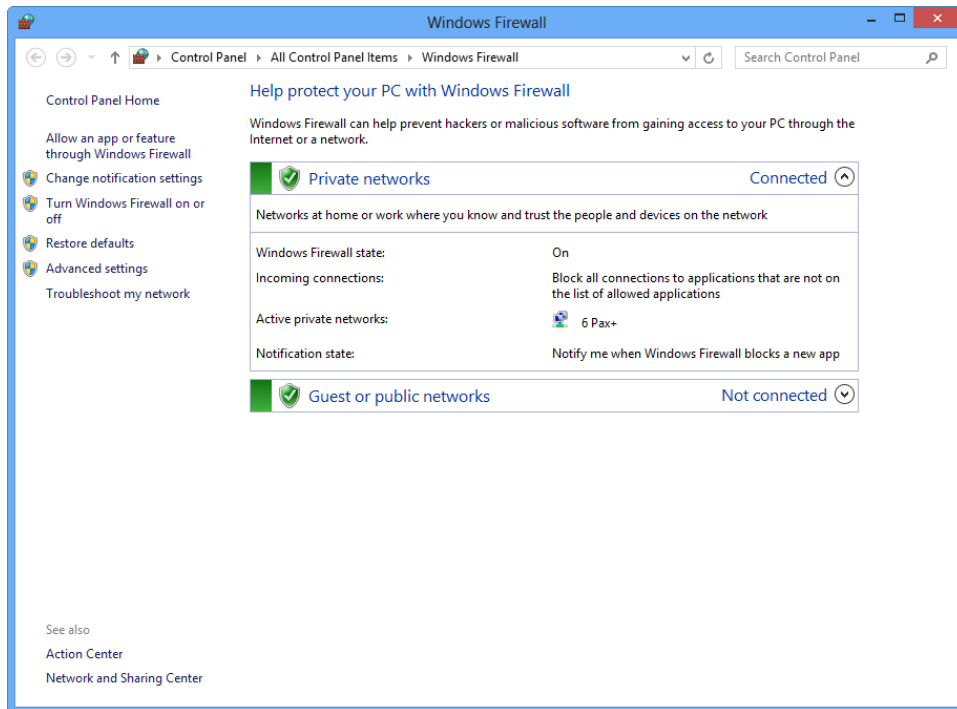 Windows Firewall
Control Panel All Control Panel Items Windows Firewall
Search Control Panel
Control Panel Home
Allow an app or feature
through Windows Firewall
Change notification settings
Turn Windows Firewall on or
off
Restore defaults
Advanced settings
Troubleshoot my network
See also
Action Center
Network and Sharing Center
Help protect your PC with Windows Firewall
Windows Firewall can help prevent hackers or malicious software from gaining access to your PC through the
Internet or a network.
Private networks Connected
Networks at home or work where you know and trust the people and devices on the network
Windows Firewall state: On
Incoming connections: Block all connections to applications that are not on
the list of allowed applications
Active private networks: 6 Pax+
Notification state: Notify me when Windows Firewall blocks a new app
Guest or public networks Not connected